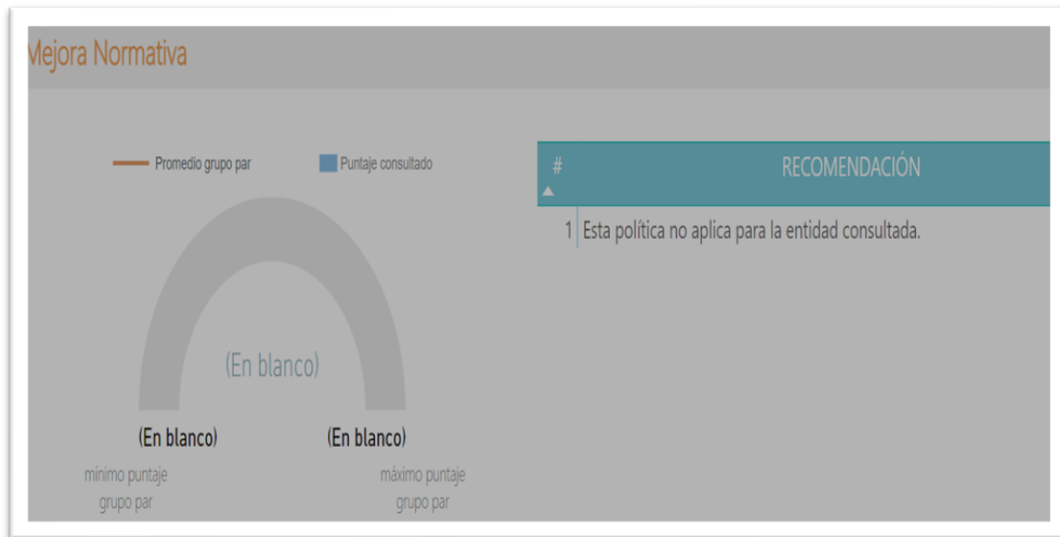 Mejora Normativa
Promedio grupo par
Puntaje consultado
(En blanco)
(En blanco)
(En blanco)
mínimo puntaje
grupo par
máximo puntaje
grupo par
# RECOMENDACIÓN
1 Esta política no aplica para la entidad consultada.